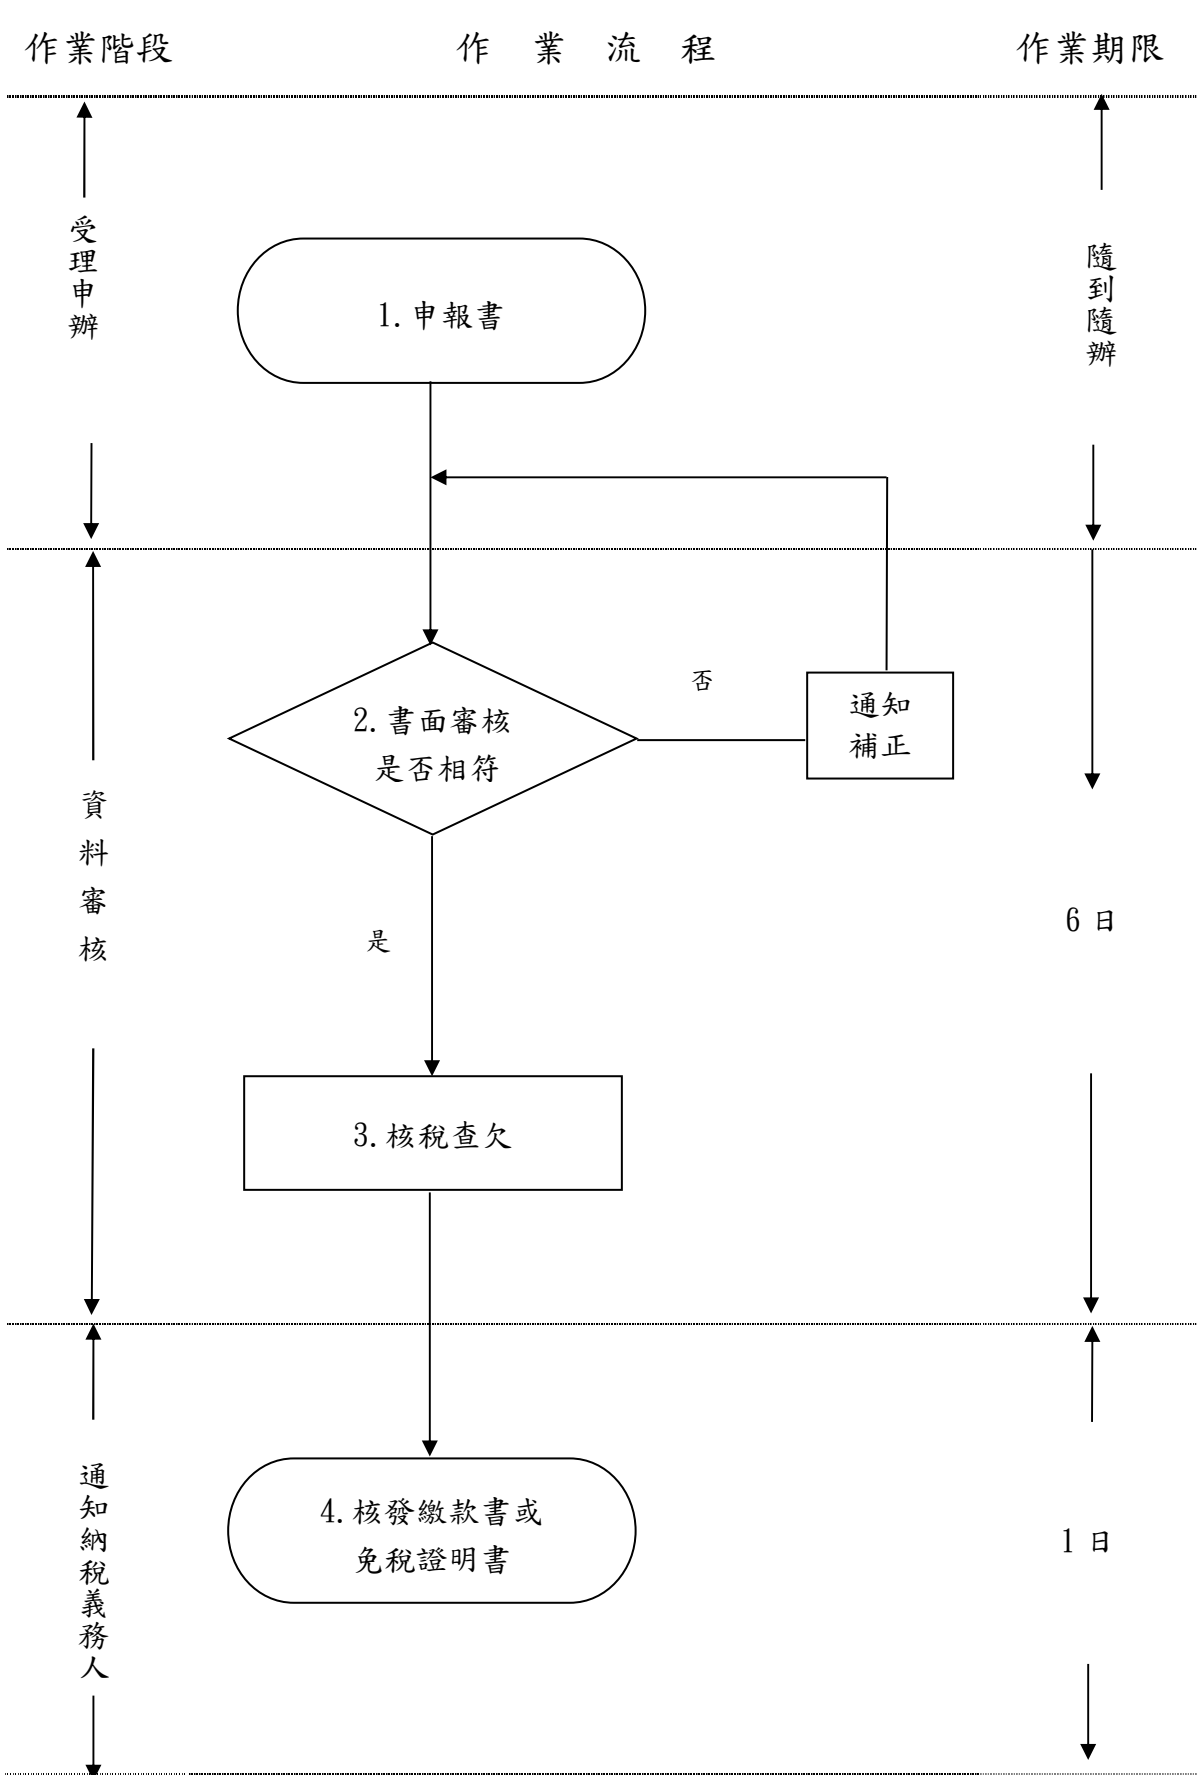 作業階段 作 業 流 程 作業期限
受理申辦
1.申報書
隨到隨辦
否
通知
補正
2.書面審核
是否相符
資料審核
6 日
是
3.核稅查欠
通知納稅義務人
4.核發繳款書或
免稅證明書
1 日